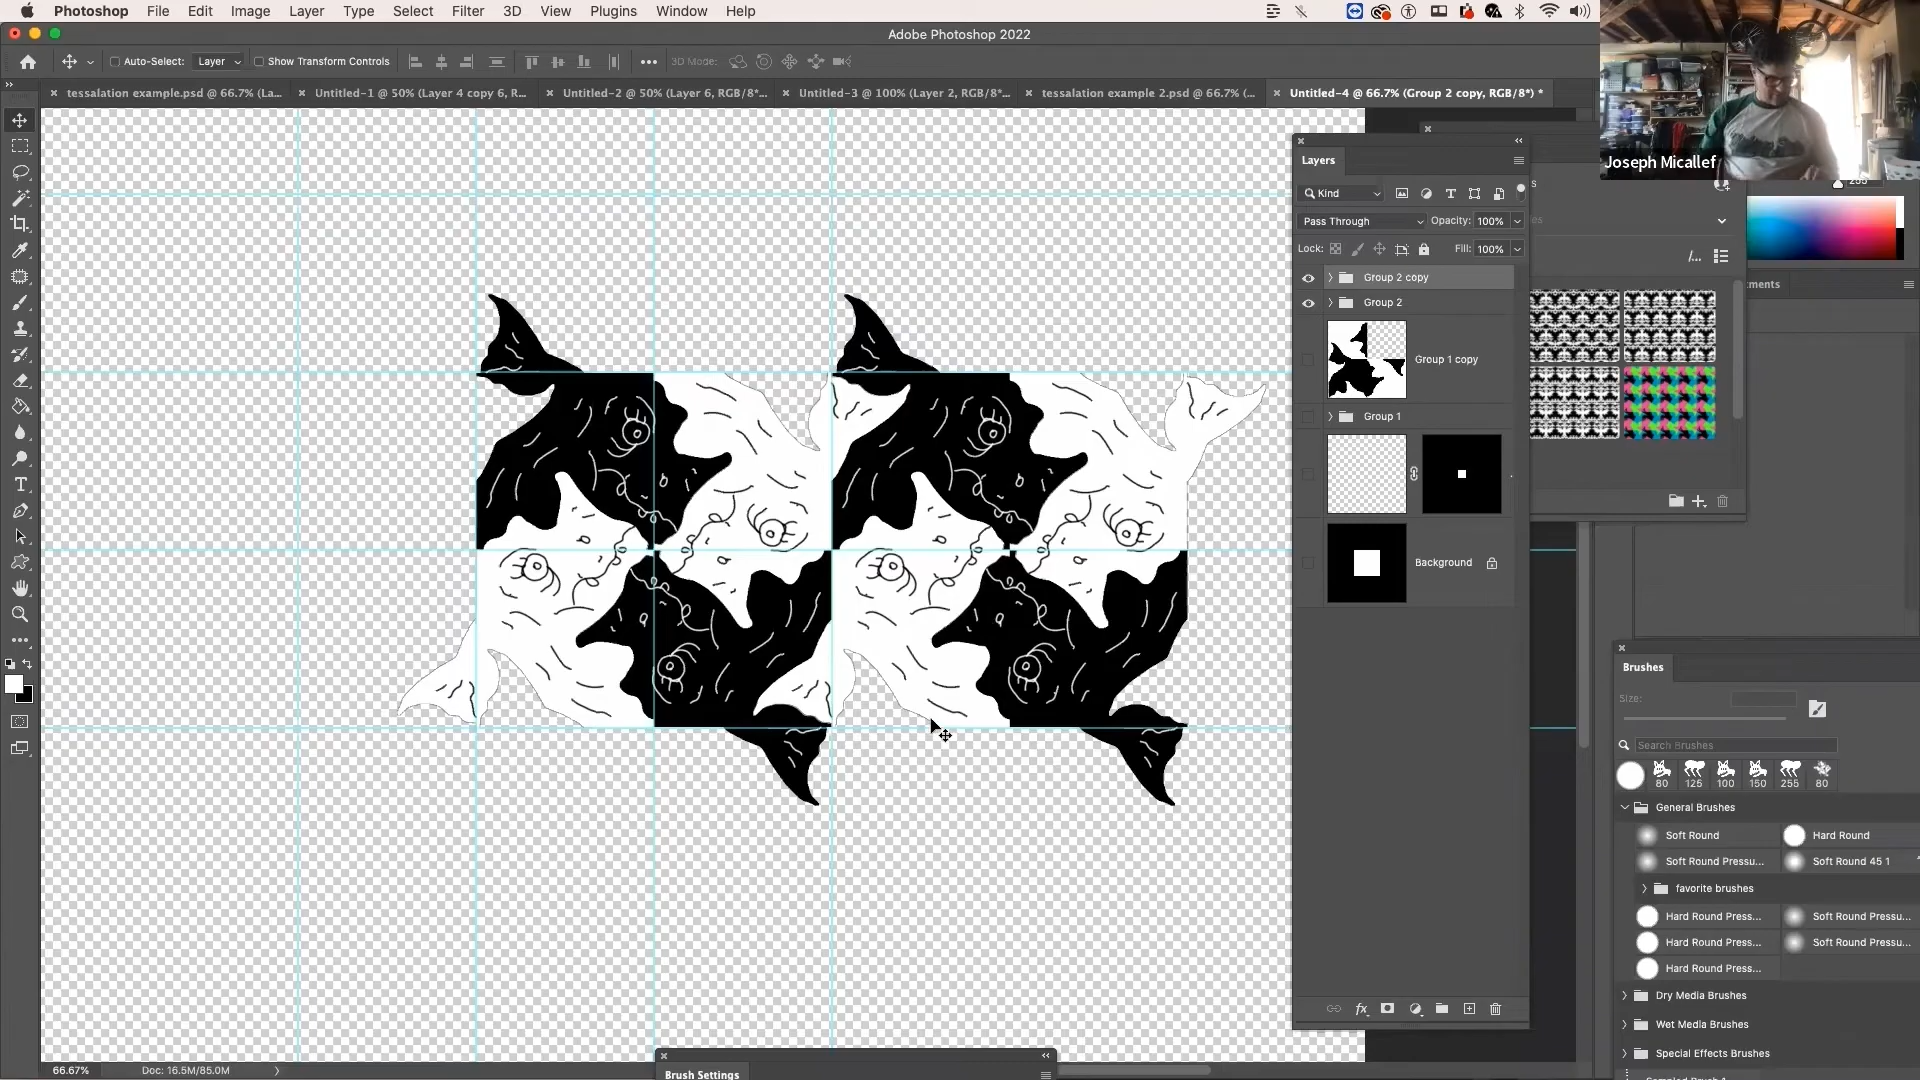 Photoshop File Edit Image Layer Type Select Filter 3D View Plugins Window Help
Adobe Photoshop 2022
Auto-Select: Layer Show Transform Controls 3D Mode:
tessalation example.psd @ 66.7% (La... Untitled-1 @ 50% (Layer 4 copy 6, R... Untitled-2 @ 50% (Layer 6, RGB/8*... Untitled-3 @ 100% (Layer 2, RGB/8*... tessalation example 2.psd @ 66.7% (... Untitled-4 @ 66.7% (Group 2 copy, RGB/8*) *
Joseph Micallef
Layers
Kind
Pass Through Opacity: 100%
Lock: Fill: 100%
Group 2 copy
Group 2
Group 1 copy
Group 1
Background
Brushes
Size:
Search Brushes
80 125 100 150 255 80
General Brushes
Soft Round Hard Round
Soft Round Pressu... Soft Round 45 1
favorite brushes
Hard Round Press... Soft Round Pressu...
Hard Round Press... Soft Round Pressu...
Hard Round Press...
Dry Media Brushes
Wet Media Brushes
Special Effects Brushes
66.67% Doc: 16.5M/85.0M
Brush Settings